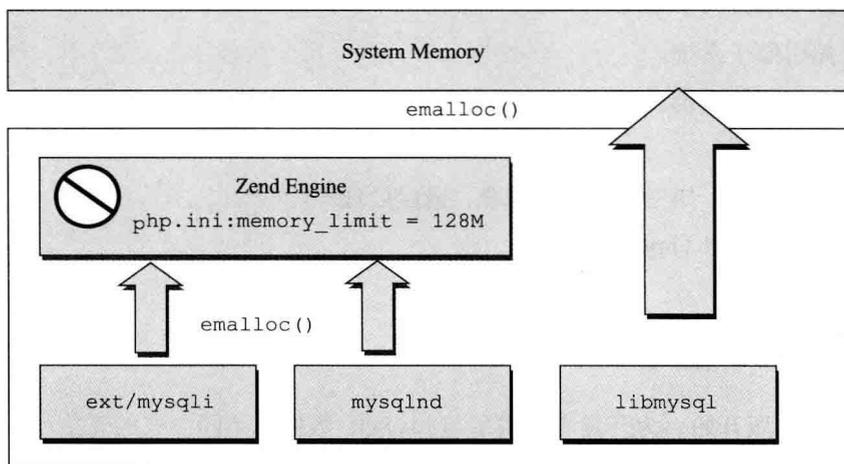 System Memory
emalloc()
Zend Engine
php.ini:memory_limit = 128M
emalloc()
ext/mysqli
mysqlnd
libmysql